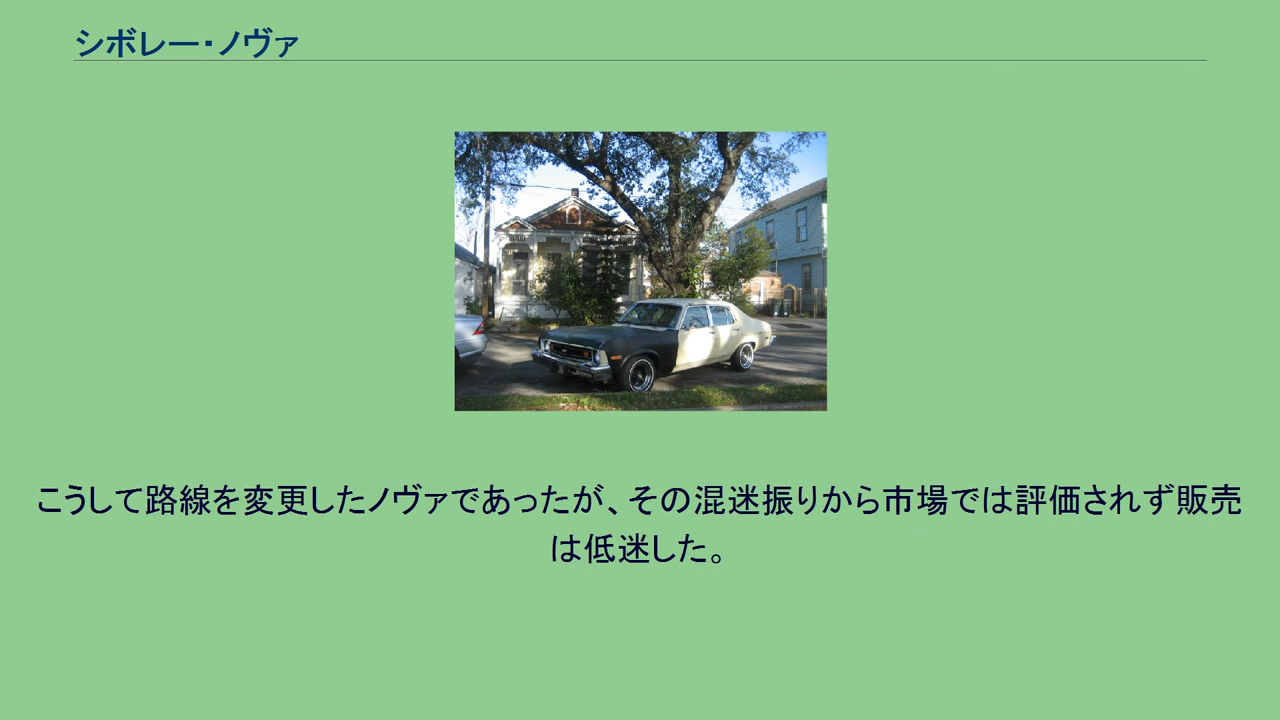 シボレー・ノヴァ
こうして路線を変更したノヴァであったが、その混迷振りから市場では評価されず販売
は低迷した。